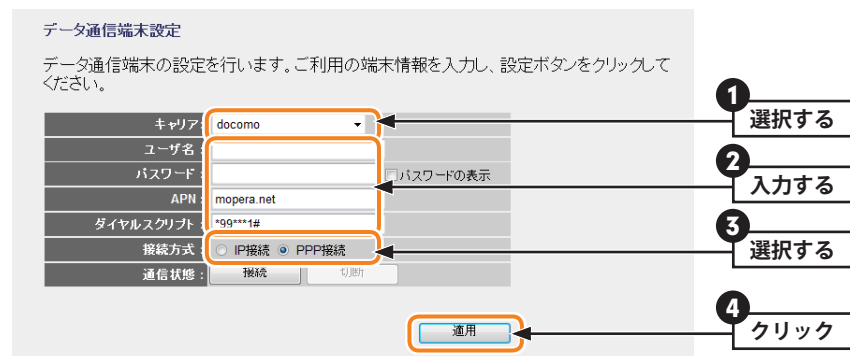 データ通信端末設定
データ通信端末の設定を行います。ご利用の端末情報を入力し、設定ボタンをクリックして
ください。
キャリア: docomo
ユーザ名:
パスワード: パスワードの表示
APN: mopera.net
ダイヤルスクリプト: *99***1#
接続方式: IP接続 PPP接続
通信状態: 接続 切断
適用
1
選択する
2
入力する
3
選択する
4
クリック